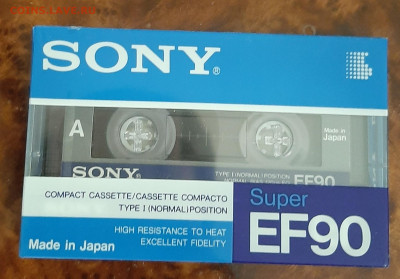 SONY®
A
Made in
Japan
SONY
TYPE I (NORMAL) POSITION
EF90
COMPACT CASSETTE/CASSETTE COMPACTO
TYPE I (NORMAL) POSITION
HIGH RESISTANCE TO HEAT
EXCELLENT FIDELITY
Made in Japan
Super
EF90